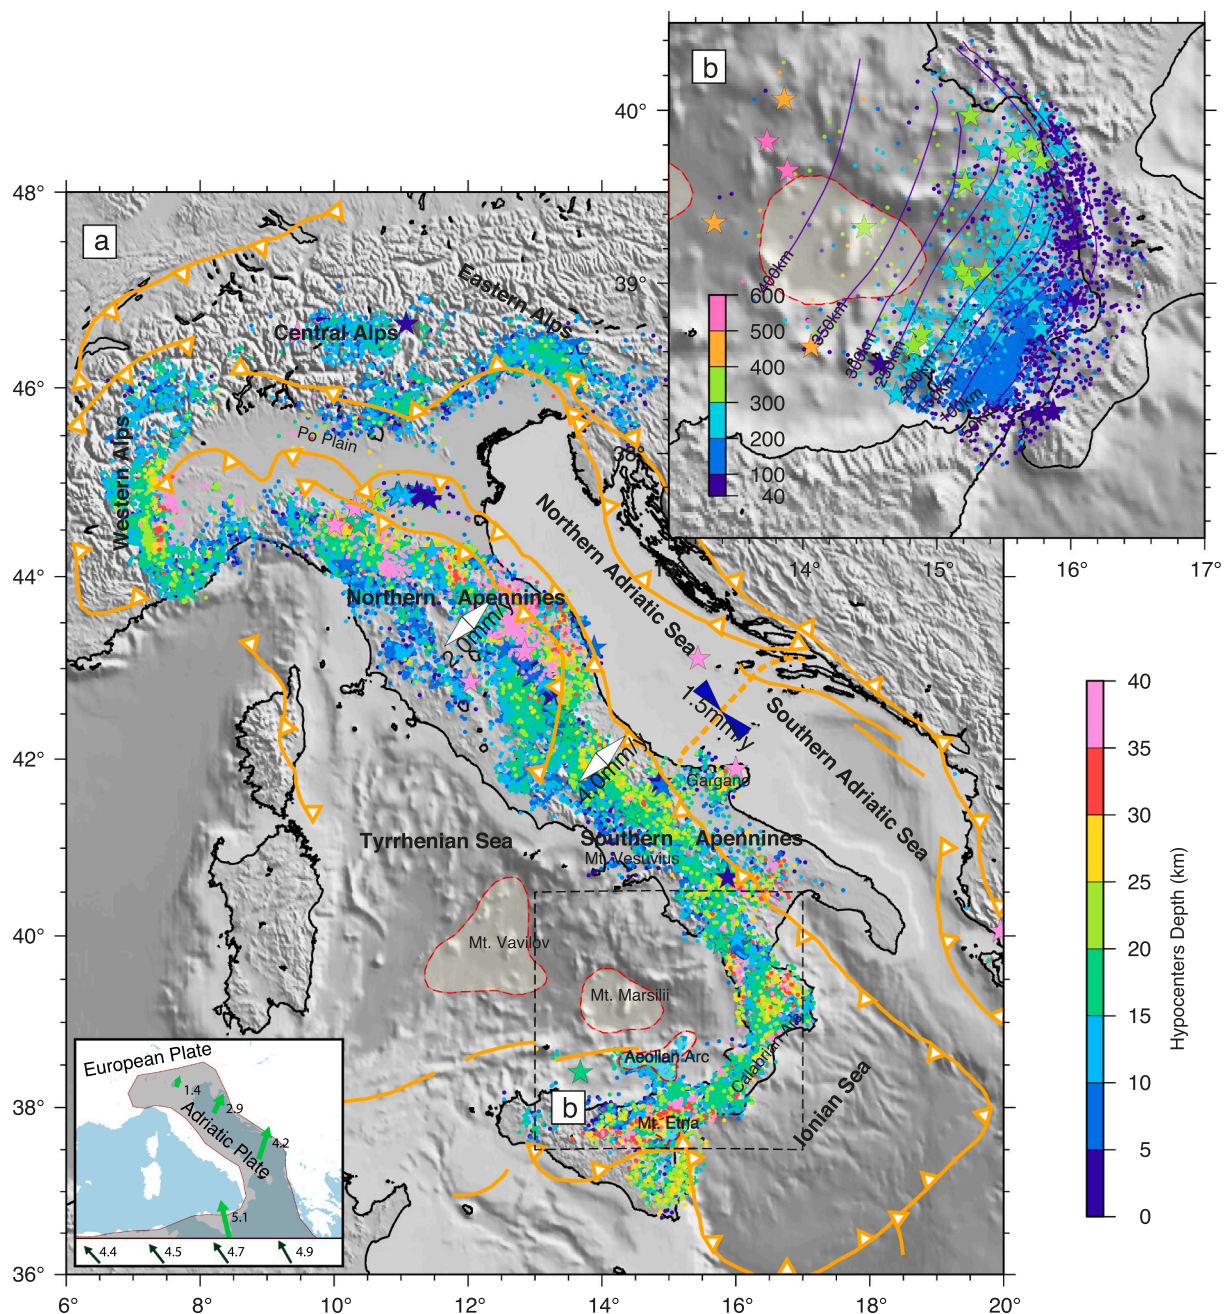 b
40°
39°
38°
14°
15°
16°
17°
400km
350km
300km
250km
200km
150km
100km
50km
600
500
400
300
200
100
40
a
48°
46°
44°
42°
40°
38°
36°
6°
8°
10°
12°
14°
16°
18°
20°
Eastern Alps
Central Alps
Western Alps
Po Plain
Northern Adriatic Sea
Northern Apennines
2.0mm/y
1.5mm/y
4.0mm/y
Southern Adriatic Sea
Gargano
Tyrrhenian Sea
Southern Apennines
Mt. Vesuvius
Mt. Vavilov
Mt. Marsilii
Aeolian Arc
Calabrian Arc
b
Mt. Etna
Ionian Sea
European Plate
Adriatic Plate
1.4
2.9
4.2
5.1
4.4
4.5
4.7
4.9
40
35
30
25
20
15
10
5
0
Hypocenters Depth (km)